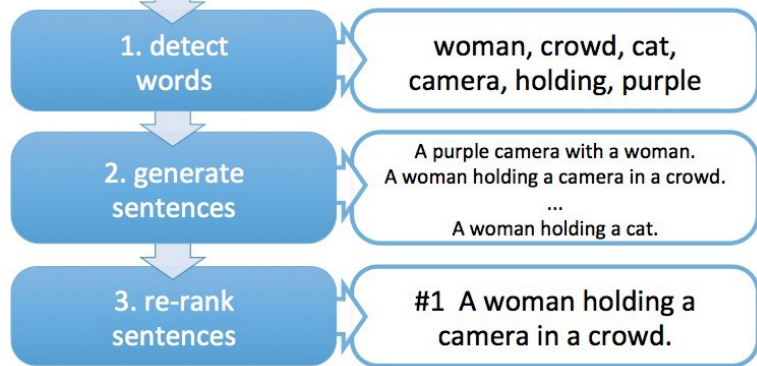 1. detect
words
woman, crowd, cat,
camera, holding, purple
2. generate
sentences
A purple camera with a woman.
A woman holding a camera in a crowd.
...
A woman holding a cat.
3. re-rank
sentences
#1 A woman holding a
camera in a crowd.